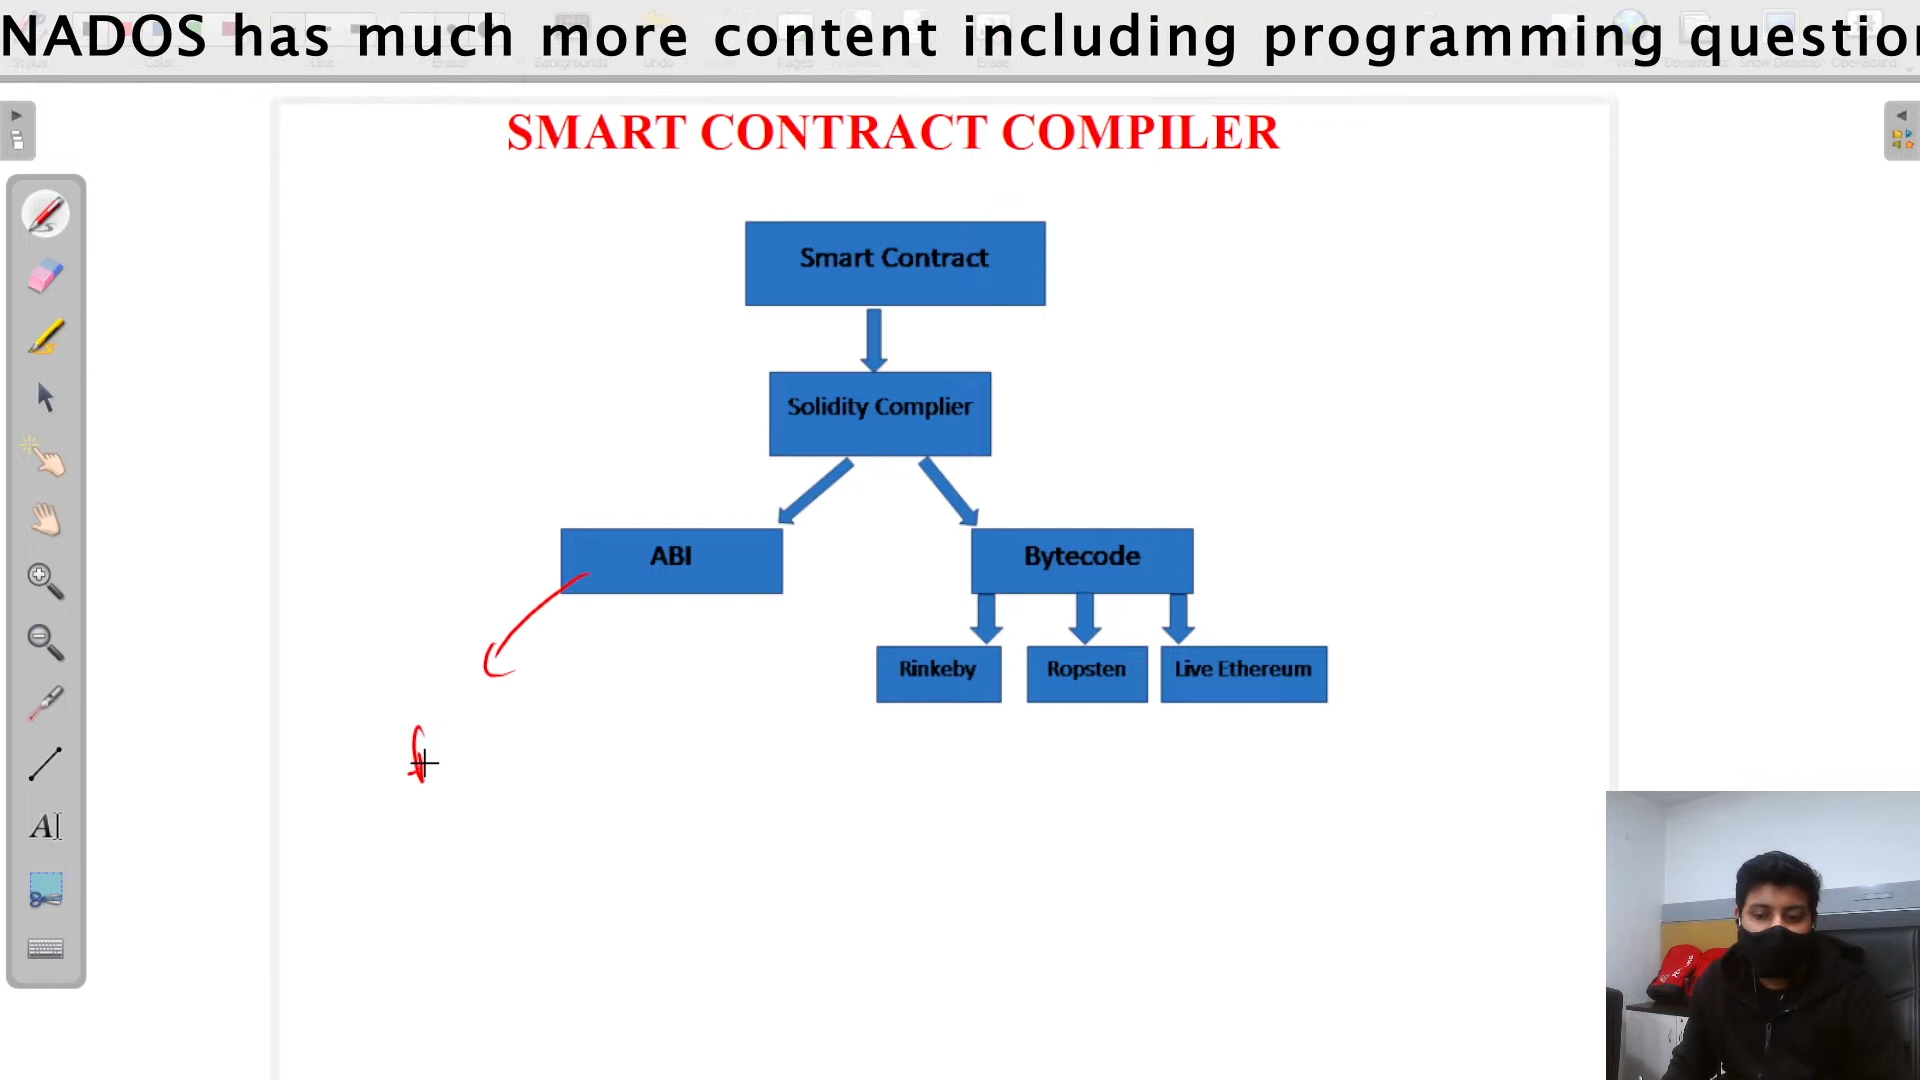 NADOS has much more content including programming question
SMART CONTRACT COMPILER
Smart Contract
Solidity Complier
ABI
Bytecode
Rinkeby
Ropsten
Live Ethereum